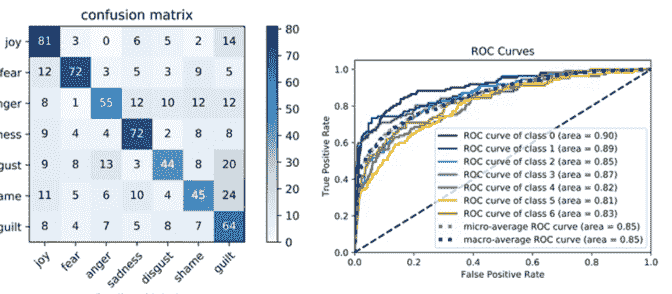 confusion matrix
joy 81 3 0 6 5 2 14
fear 12 72 3 5 3 9 5
nger 8 1 55 12 10 12 12
ness 9 4 4 72 2 8 8
gust 9 8 13 3 44 8 20
ame 11 5 6 10 4 45 24
guilt 8 4 7 5 8 7 64
joy fear anger sadness disgust shame guilt
80
70
60
50
40
30
20
10
0
ROC Curves
True Positive Rate
1.0
0.8
0.6
0.4
0.2
0.0
ROC curve of class 0 (area = 0.90)
ROC curve of class 1 (area = 0.89)
ROC curve of class 2 (area = 0.85)
ROC curve of class 3 (area = 0.87)
ROC curve of class 4 (area = 0.82)
ROC curve of class 5 (area = 0.81)
ROC curve of class 6 (area = 0.83)
micro-average ROC curve (area = 0.85)
macro-average ROC curve (area = 0.85)
0.0 0.2 0.4 0.6 0.8 1.0
False Positive Rate